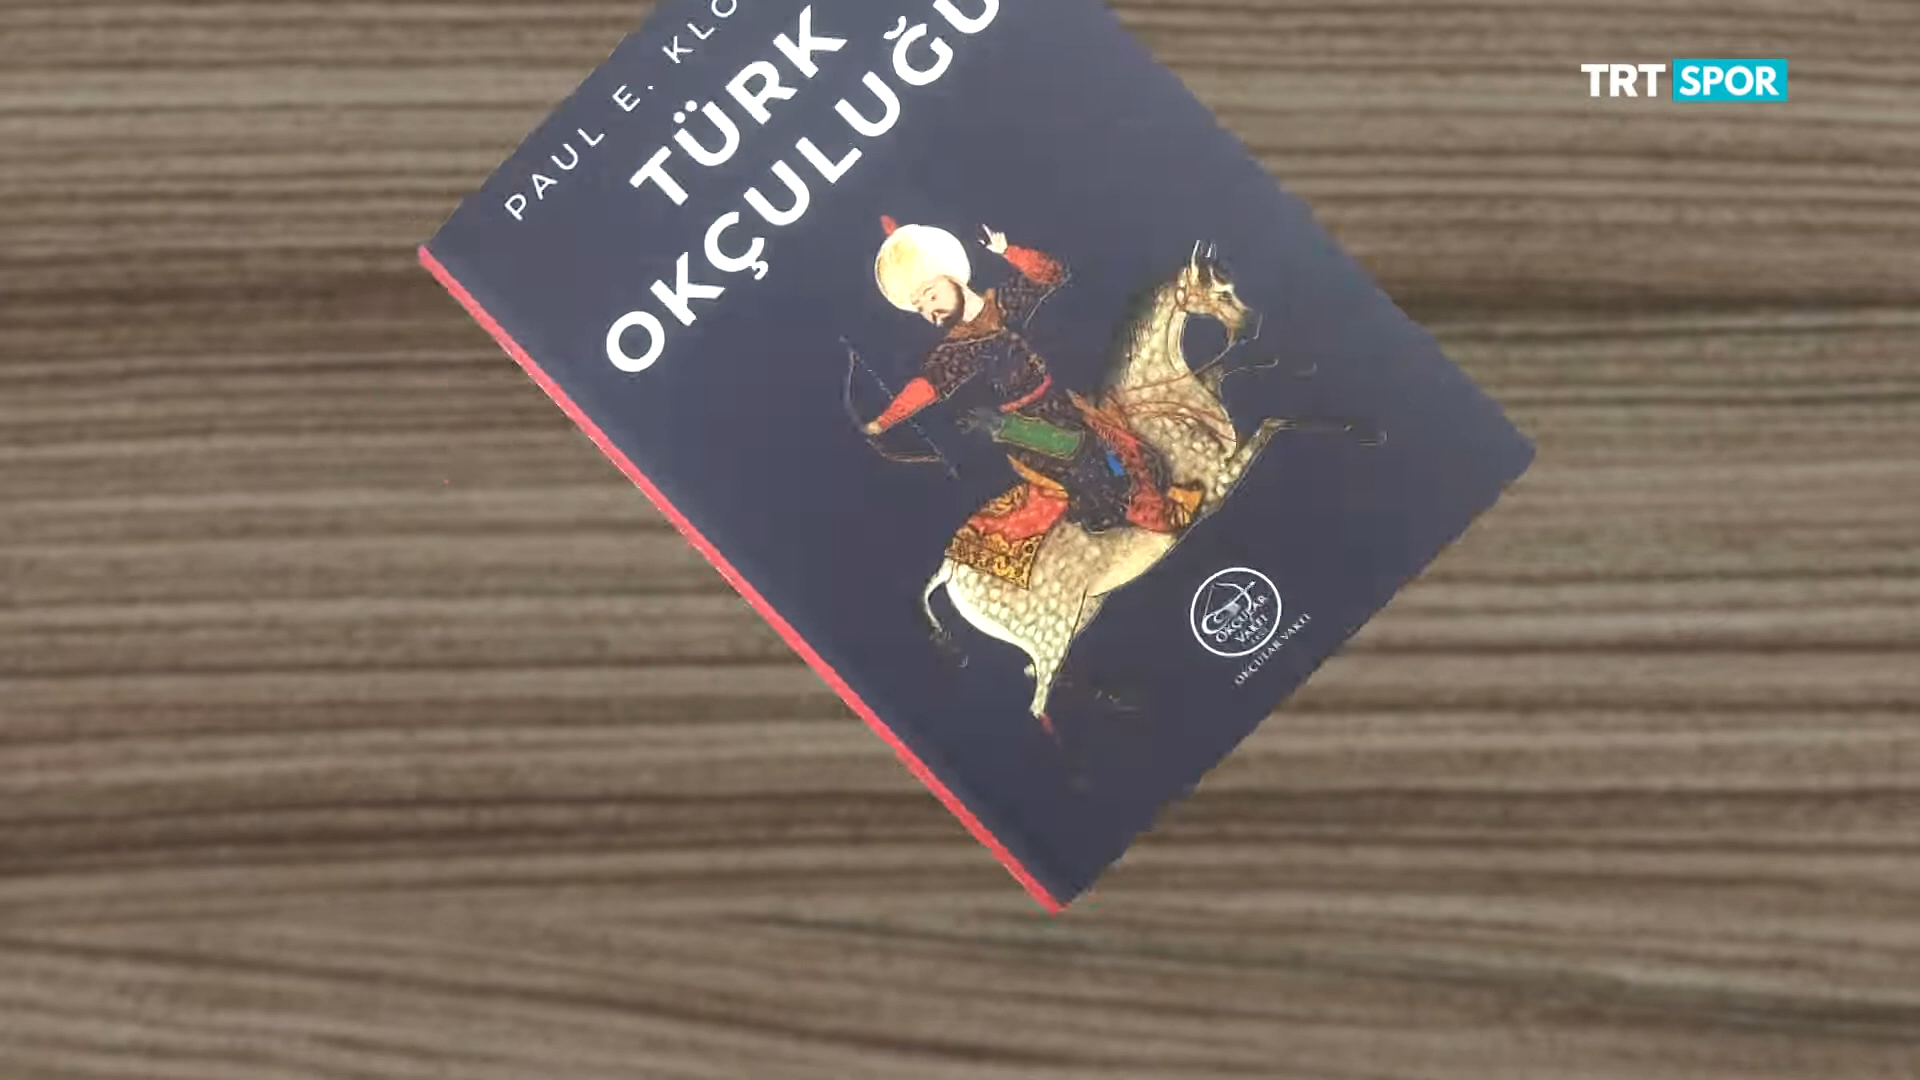 PAUL E. KLO
TÜRK
OKÇULUĞU
TRT SPOR
OKÇULAR
VAKFI
OKÇULAR VAKFI